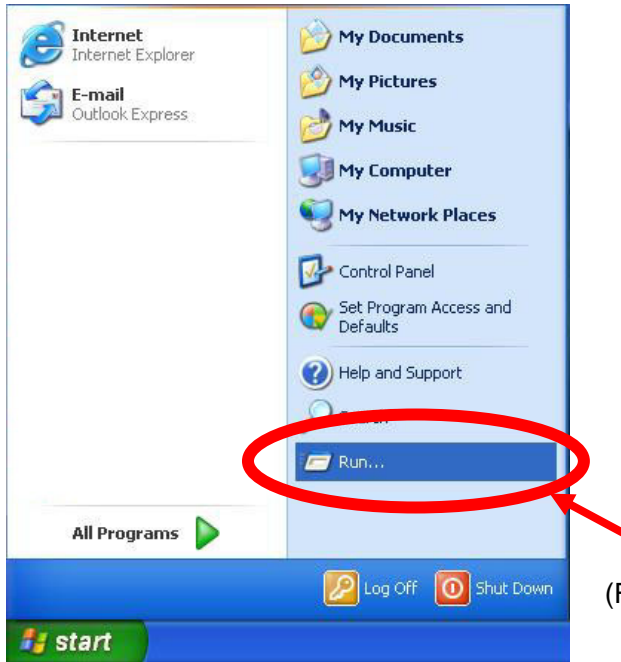 Internet
Internet Explorer
E-mail
Outlook Express
All Programs
My Documents
My Pictures
My Music
My Computer
My Network Places
Control Panel
Set Program Access and
Defaults
Help and Support
Run...
Log Off
Shut Down
start